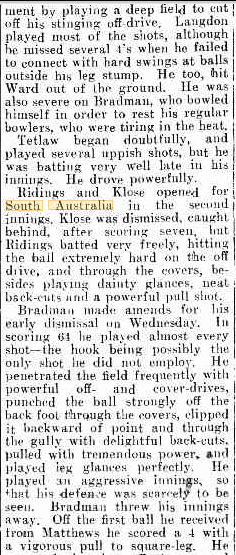 ment by playing a deep field to cut
off his stinging off-drive. Langdon
played most of the shots, although
he missed several 4's when he failed
to connect with hard swings at balls
outside his leg stump. He too, hit
Ward out of the ground. He was
also severe on Bradman, who bowled
himself in order to rest his regular
bowlers, who were tiring in the heat.
Tetlaw began doubtfully, and
played several uppish shots, but he
was batting very well late in his
innings. He drove powerfully.
Ridings and Klose opened for
South Australia in the second
innings. Klose was dismissed, caught
behind, after scoring seven, but
Ridings batted very freely, hitting
the ball extremely hard on the off
drive, and through the covers, be-
sides playing dainty glances, neat
back-cuts and a powerful pull shot.
Bradman made amends for his
early dismissal on Wednesday. In
scoring 64 he played almost every
shot—the hook being possibly the
only shot he did not employ. He
penetrated the field frequently with
powerful off- and cover-drives,
punched the ball strongly off the
back foot through the covers, clipped
it backward of point and through
the gully with delightful back-cuts,
pulled with tremendous power, and
played leg glances perfectly. He
played an aggressive innings, so
that his defence was scarcely to be
seen. Bradman threw his innings
away. Off the first ball he received
from Matthews he scored a 4 with
a vigorous pull to square-leg. He